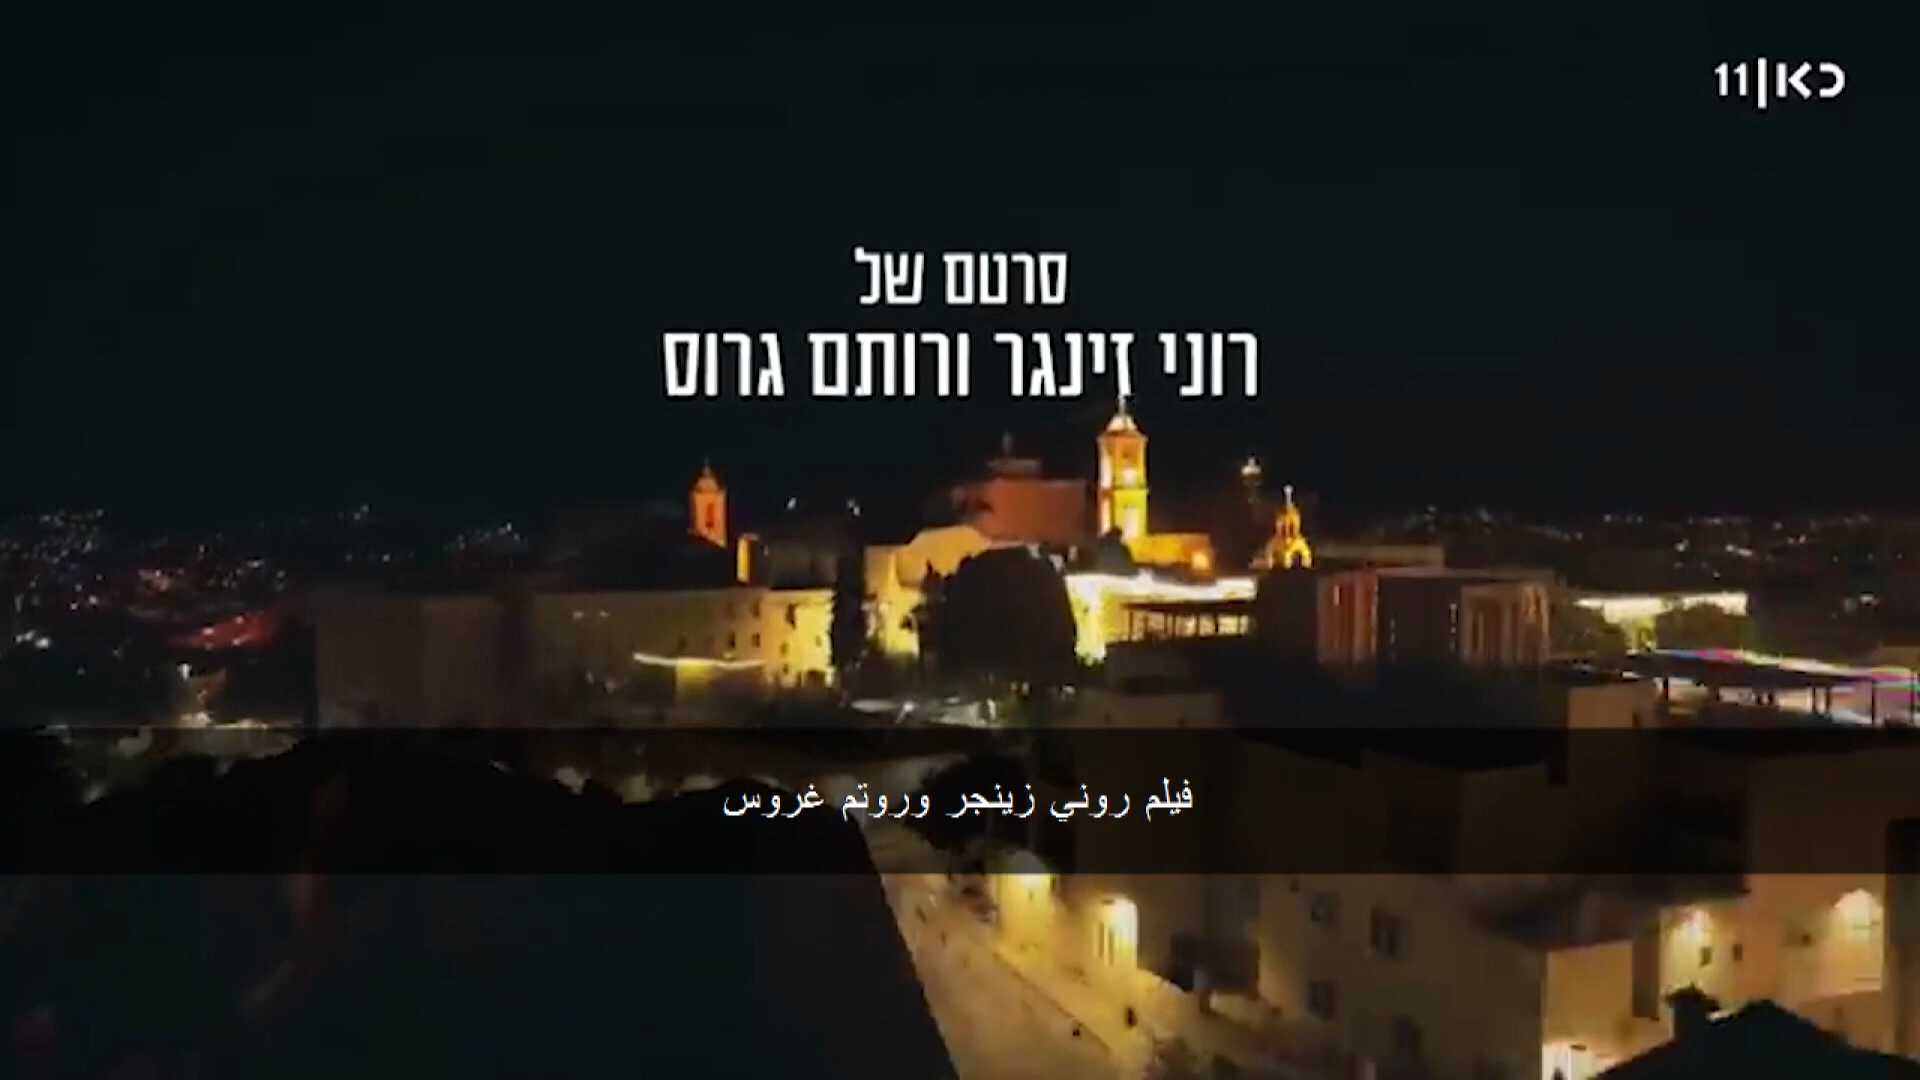 כאן|11
סרטם של
רוני זינגר ורותם גרוס
فيلم روني زينجر وروتم غروس